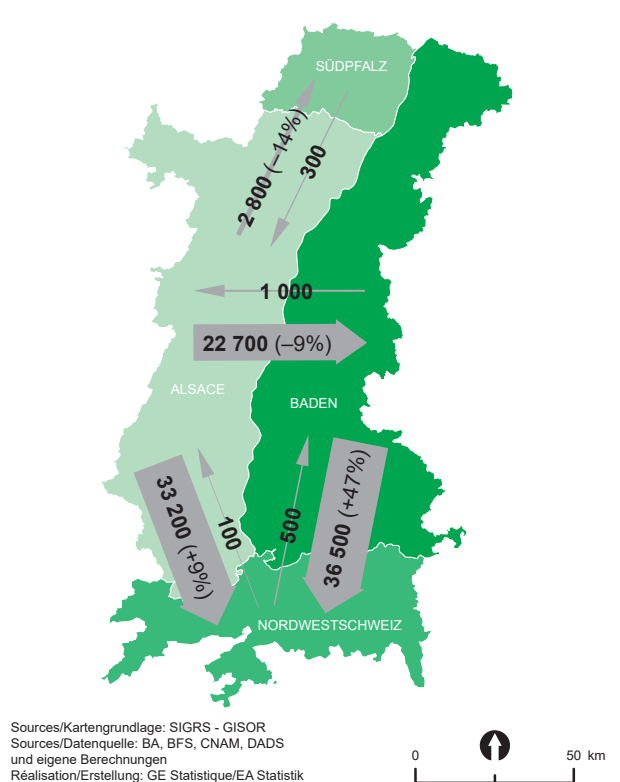 SÜDPFALZ
2 800 (–14%)
300
1 000
22 700 (–9%)
ALSACE
BADEN
33 200 (+9%)
100
500
36 500 (+47%)
NORDWESTSCHWEIZ
Sources/Kartengrundlage: SIGRS - GISOR
Sources/Datenquelle: BA, BFS, CNAM, DADS
und eigene Berechnungen
Réalisation/Erstellung: GE Statistique/EA Statistik
0 50 km